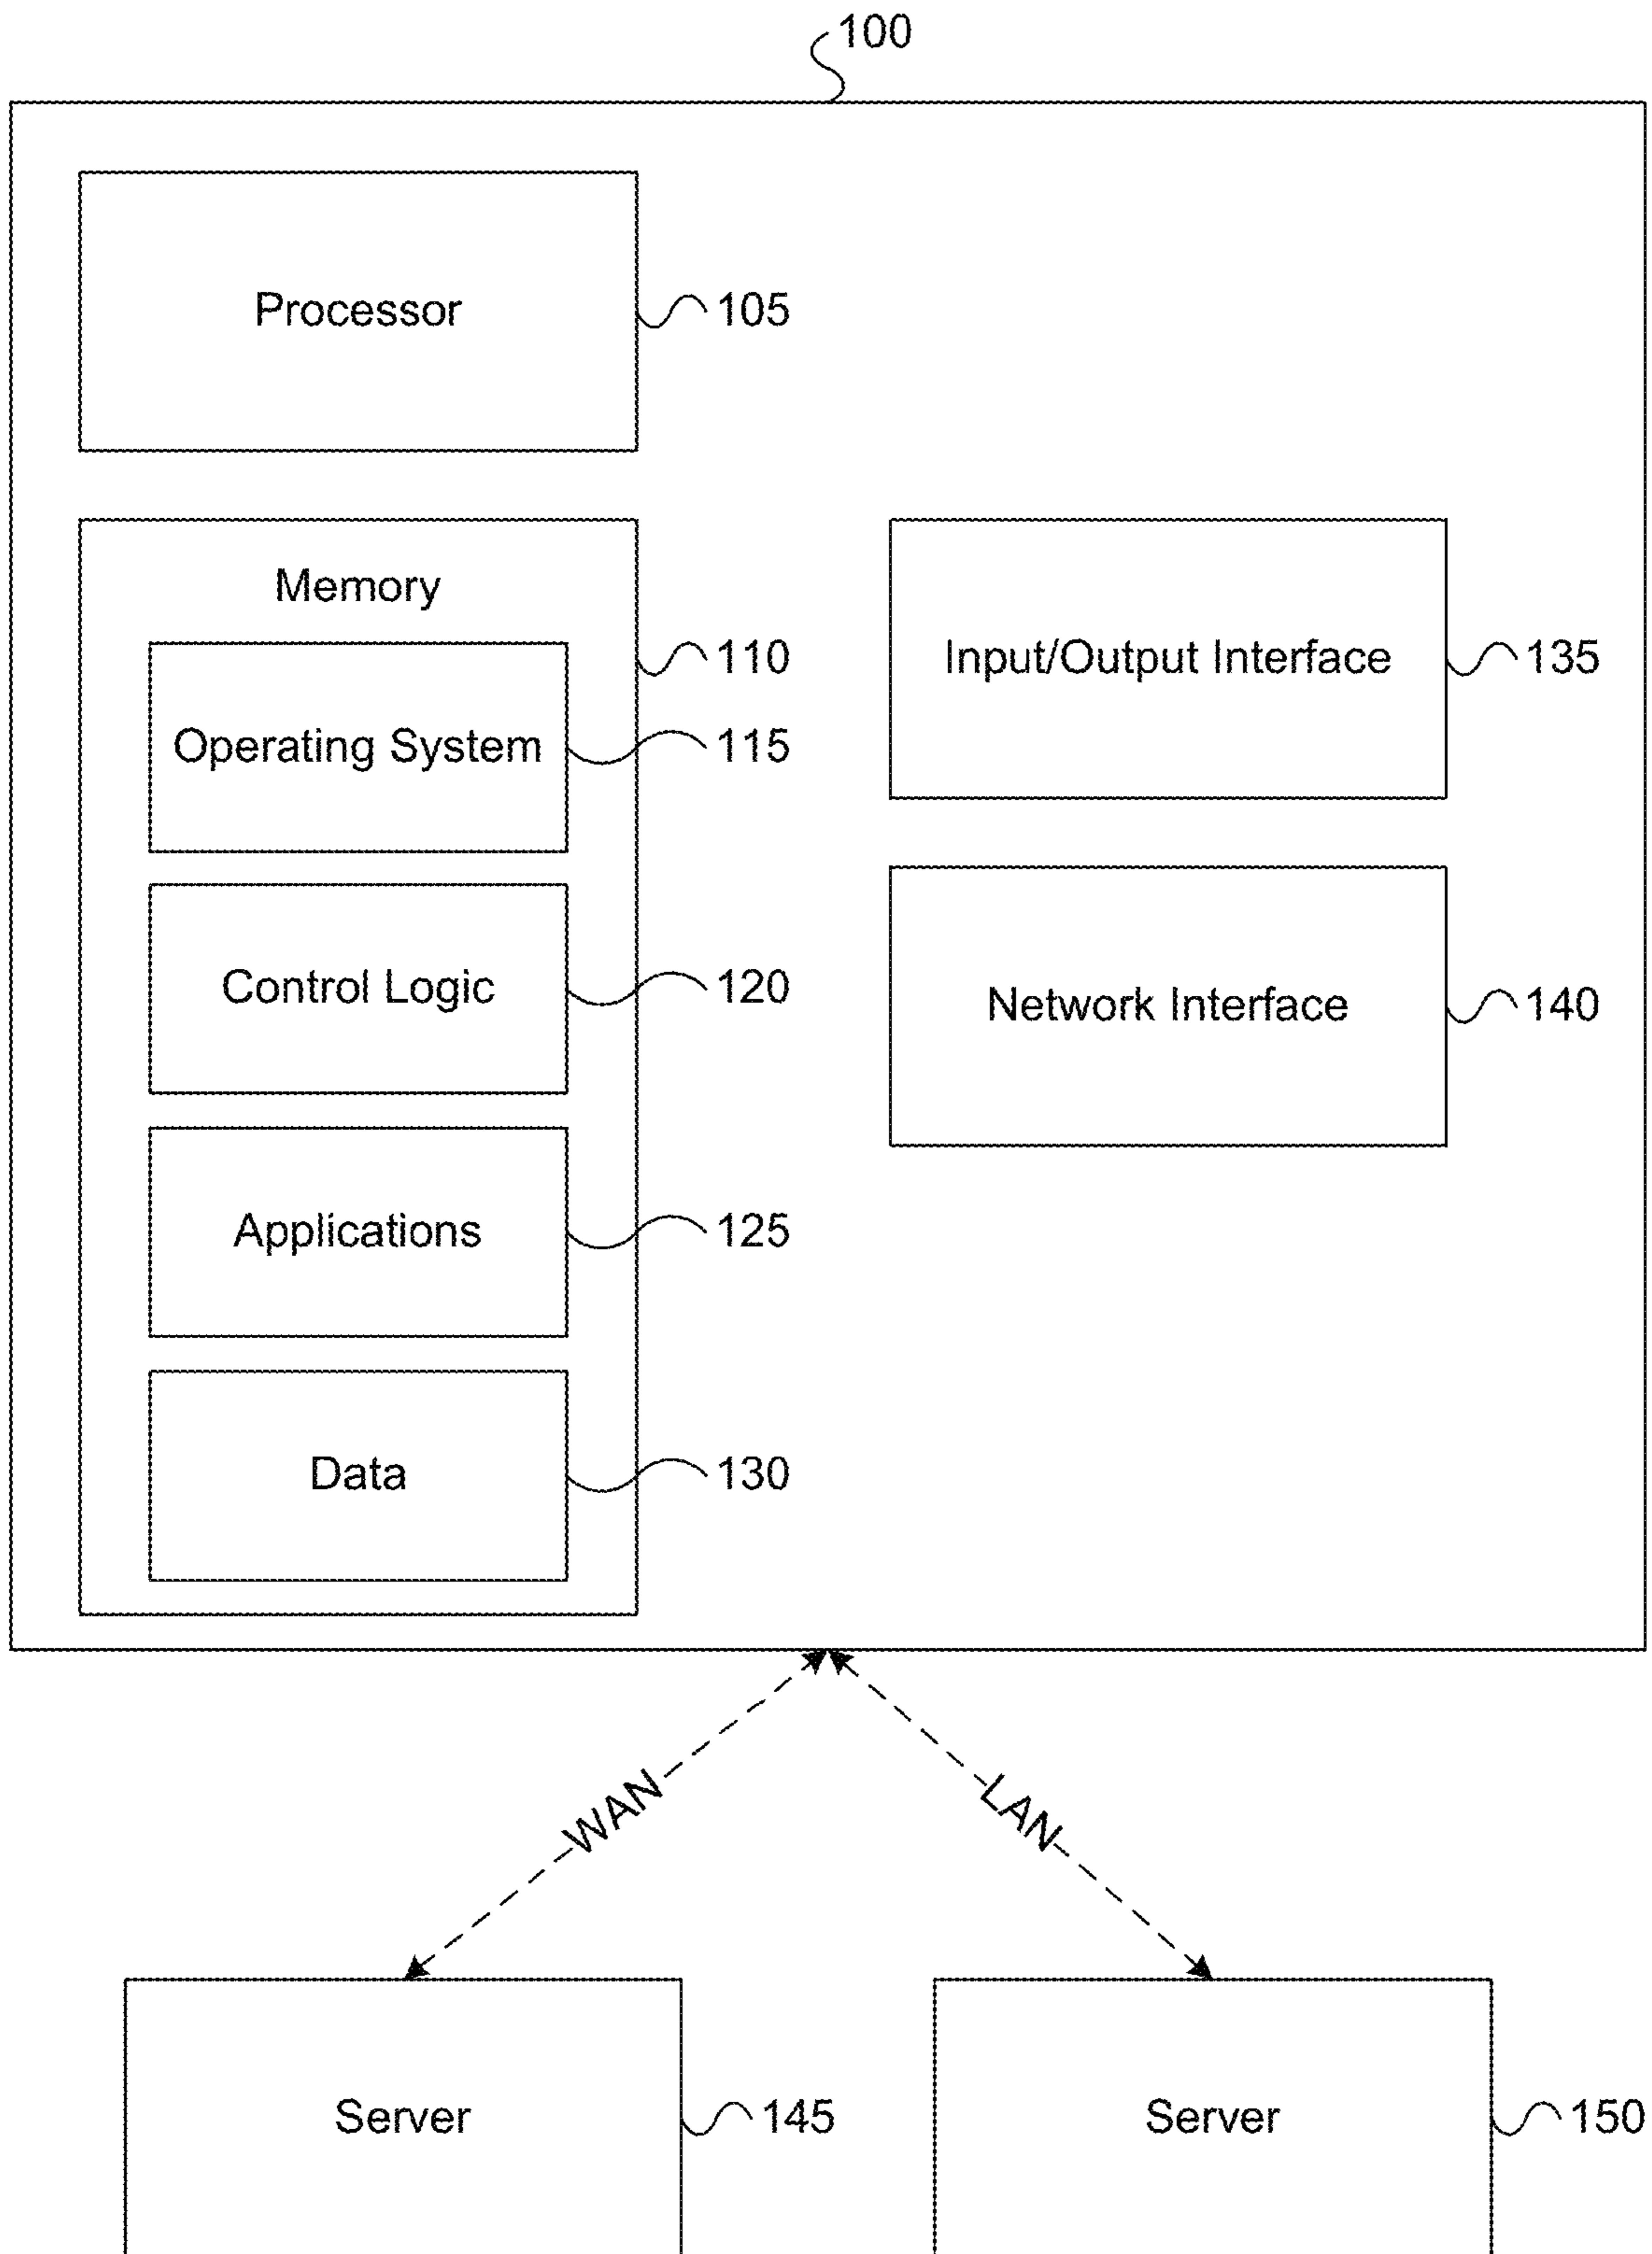 100
Processor
105
Memory
110
Operating System
115
Control Logic
120
Applications
125
Data
130
Input/Output Interface
135
Network Interface
140
WAN
LAN
Server
145
Server
150